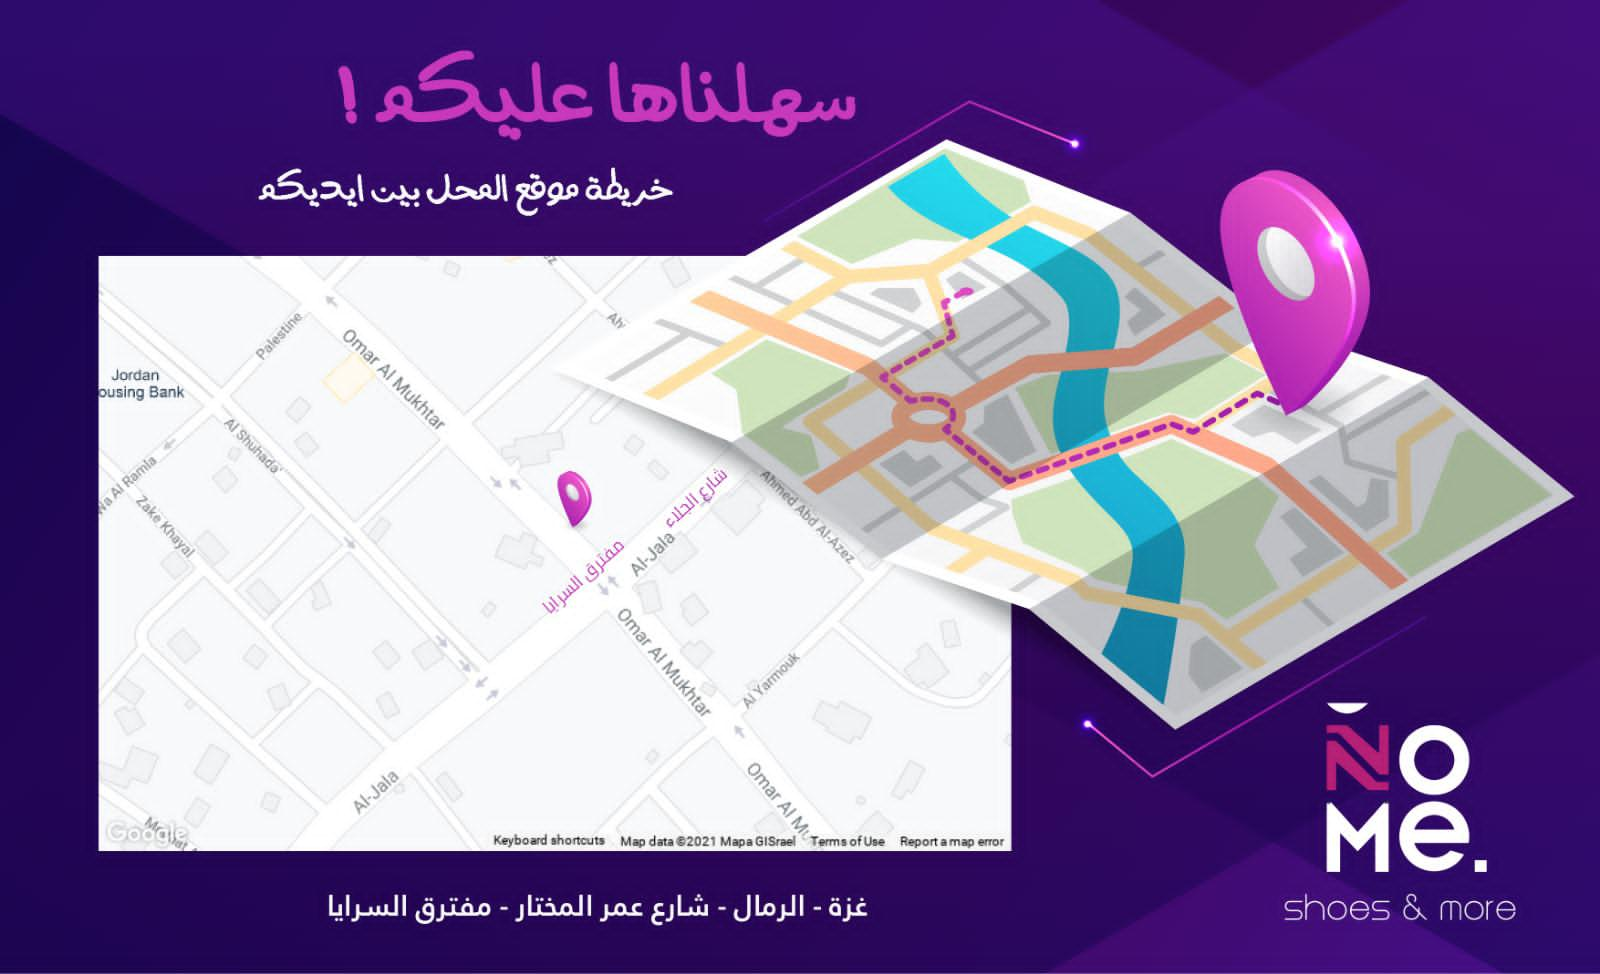 سهلناها عليكم !
خريطة موقع المحل بين ايديكم
Palestine
Omar Al Mukhtar
Jordan
ousing Bank
Al Shuhada'
Al Ramla
Zake Khayal
شارع الجلاء
مفترق السرايا
Al-Jala
Ahmed Abd Al-Azez
Omar Al Mukhtar
Al Yarmouk
Omar Al Mu
Al-Jala
Google
Keyboard shortcuts
Map data ©2021 Mapa GISrael
Terms of Use
Report a map error
غزة - الرمال - شارع عمر المختار - مفترق السرايا
ÑO
Me.
shoes & more